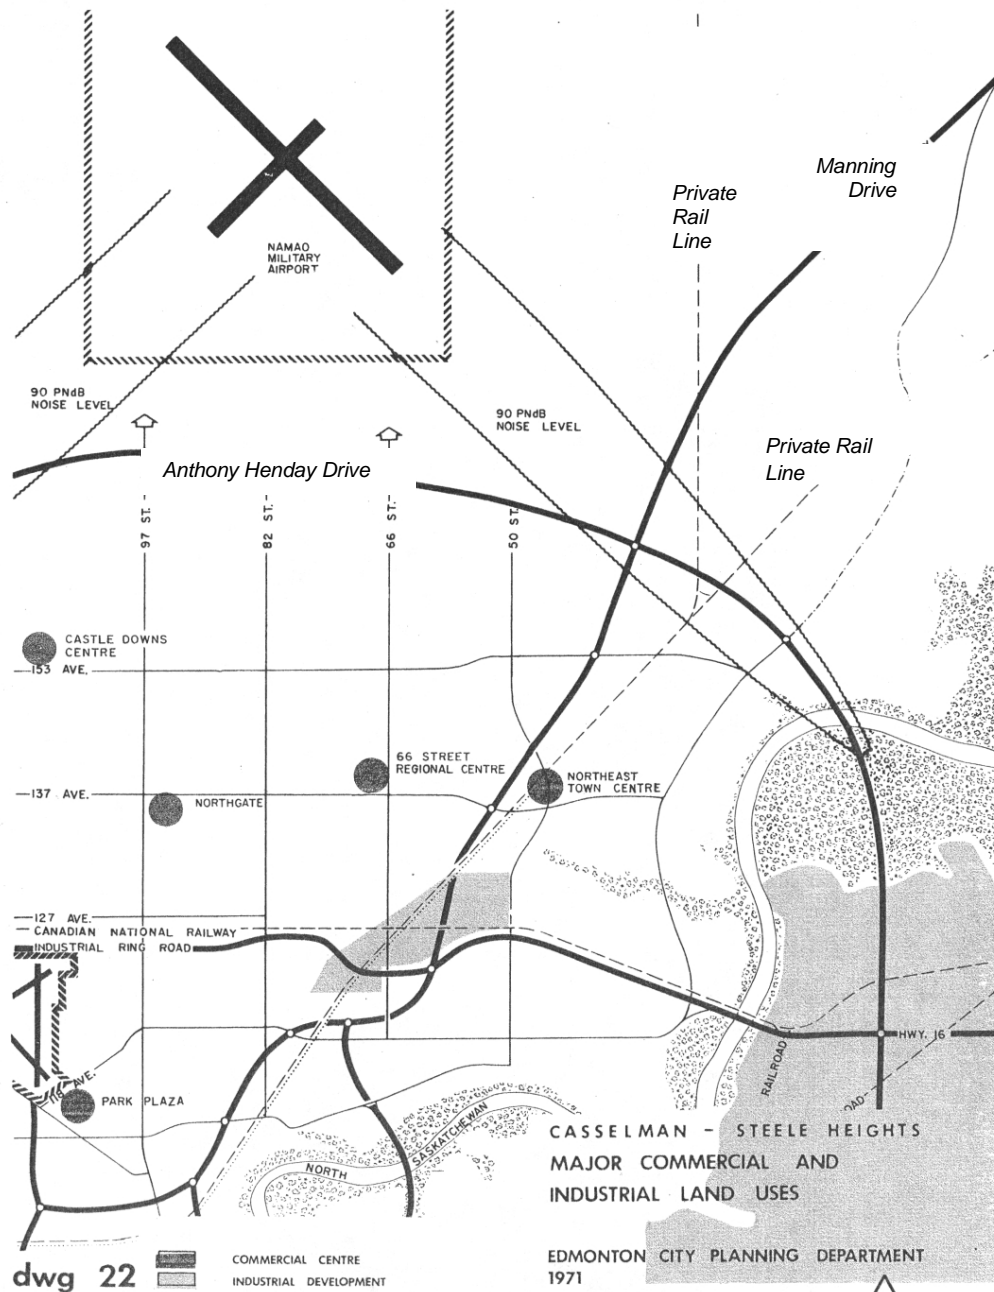 Manning
Drive
Private
Rail
Line
NAMAO
MILITARY
AIRPORT
90 PNdB
NOISE LEVEL
90 PNdB
NOISE LEVEL
Private Rail
Line
Anthony Henday Drive
97 ST.
82 ST.
66 ST.
50 ST.
CASTLE DOWNS
CENTRE
153 AVE.
66 STREET
REGIONAL CENTRE
NORTHEAST
TOWN CENTRE
137 AVE.
NORTHGATE
127 AVE.
CANADIAN NATIONAL RAILWAY
INDUSTRIAL RING ROAD
HWY. 16
RAILROAD
118 AVE.
PARK PLAZA
OAD
NORTH
SASKATCHEWAN
CASSELMAN - STEELE HEIGHTS
MAJOR COMMERCIAL AND
INDUSTRIAL LAND USES
EDMONTON CITY PLANNING DEPARTMENT
1971
dwg 22
COMMERCIAL CENTRE
INDUSTRIAL DEVELOPMENT